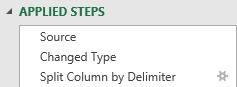 APPLIED STEPS
Source
Changed Type
Split Column by Delimiter